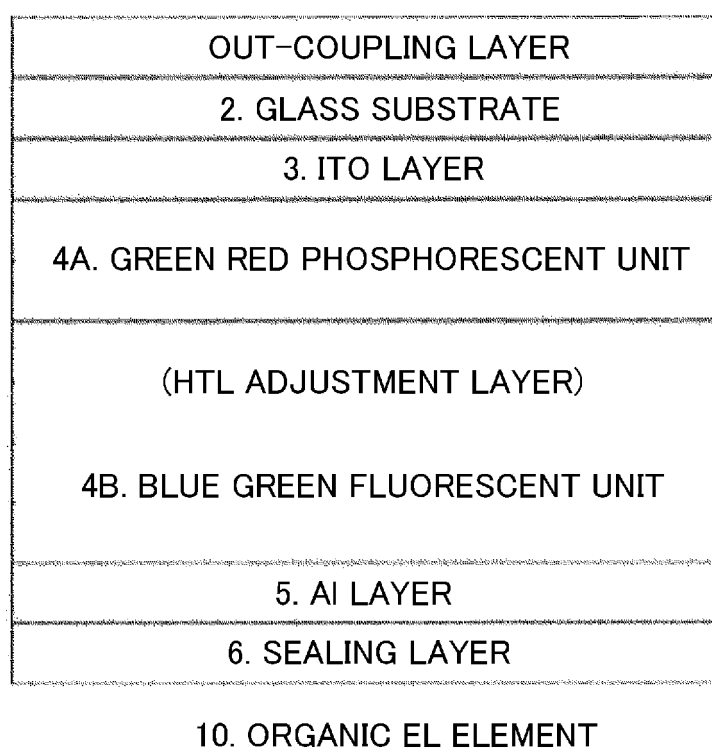 OUT-COUPLING LAYER
2. GLASS SUBSTRATE
3. ITO LAYER
4A. GREEN RED PHOSPHORESCENT UNIT
(HTL ADJUSTMENT LAYER)
4B. BLUE GREEN FLUORESCENT UNIT
5. Al LAYER
6. SEALING LAYER
10. ORGANIC EL ELEMENT